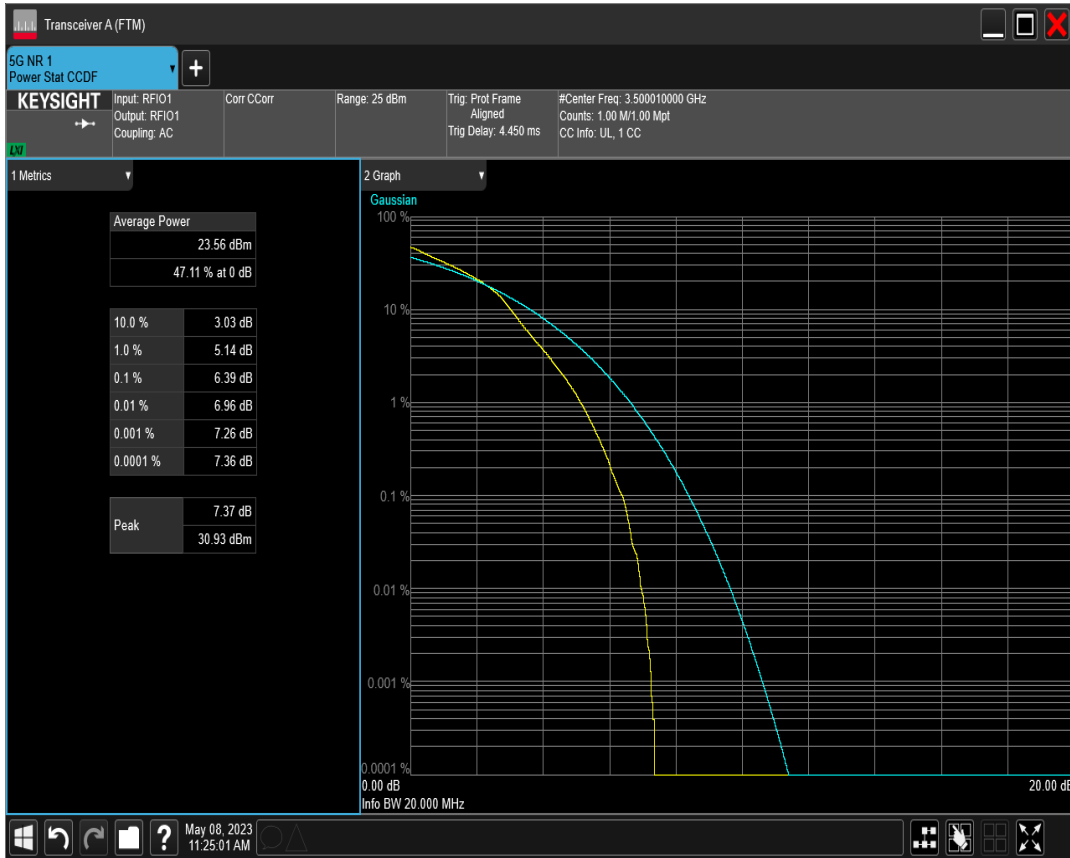 Transceiver A (FTM)
5G NR 1
Power Stat CCDF
+
KEYSIGHT
LXI
Input: RFIO1
Output: RFIO1
Coupling: AC
Corr CCorr
Range: 25 dBm
Trig: Prot Frame
Aligned
Trig Delay: 4.450 ms
#Center Freq: 3.500010000 GHz
Counts: 1.00 M/1.00 Mpt
CC Info: UL, 1 CC
1 Metrics
Average Power
23.56 dBm
47.11 % at 0 dB
10.0 % 3.03 dB
1.0 % 5.14 dB
0.1 % 6.39 dB
0.01 % 6.96 dB
0.001 % 7.26 dB
0.0001 % 7.36 dB
Peak
7.37 dB
30.93 dBm
2 Graph
Gaussian
100 %
10 %
1 %
0.1 %
0.01 %
0.001 %
0.0001 %
0.00 dB
20.00 dB
Info BW 20.000 MHz
?
May 08, 2023
11:25:01 AM